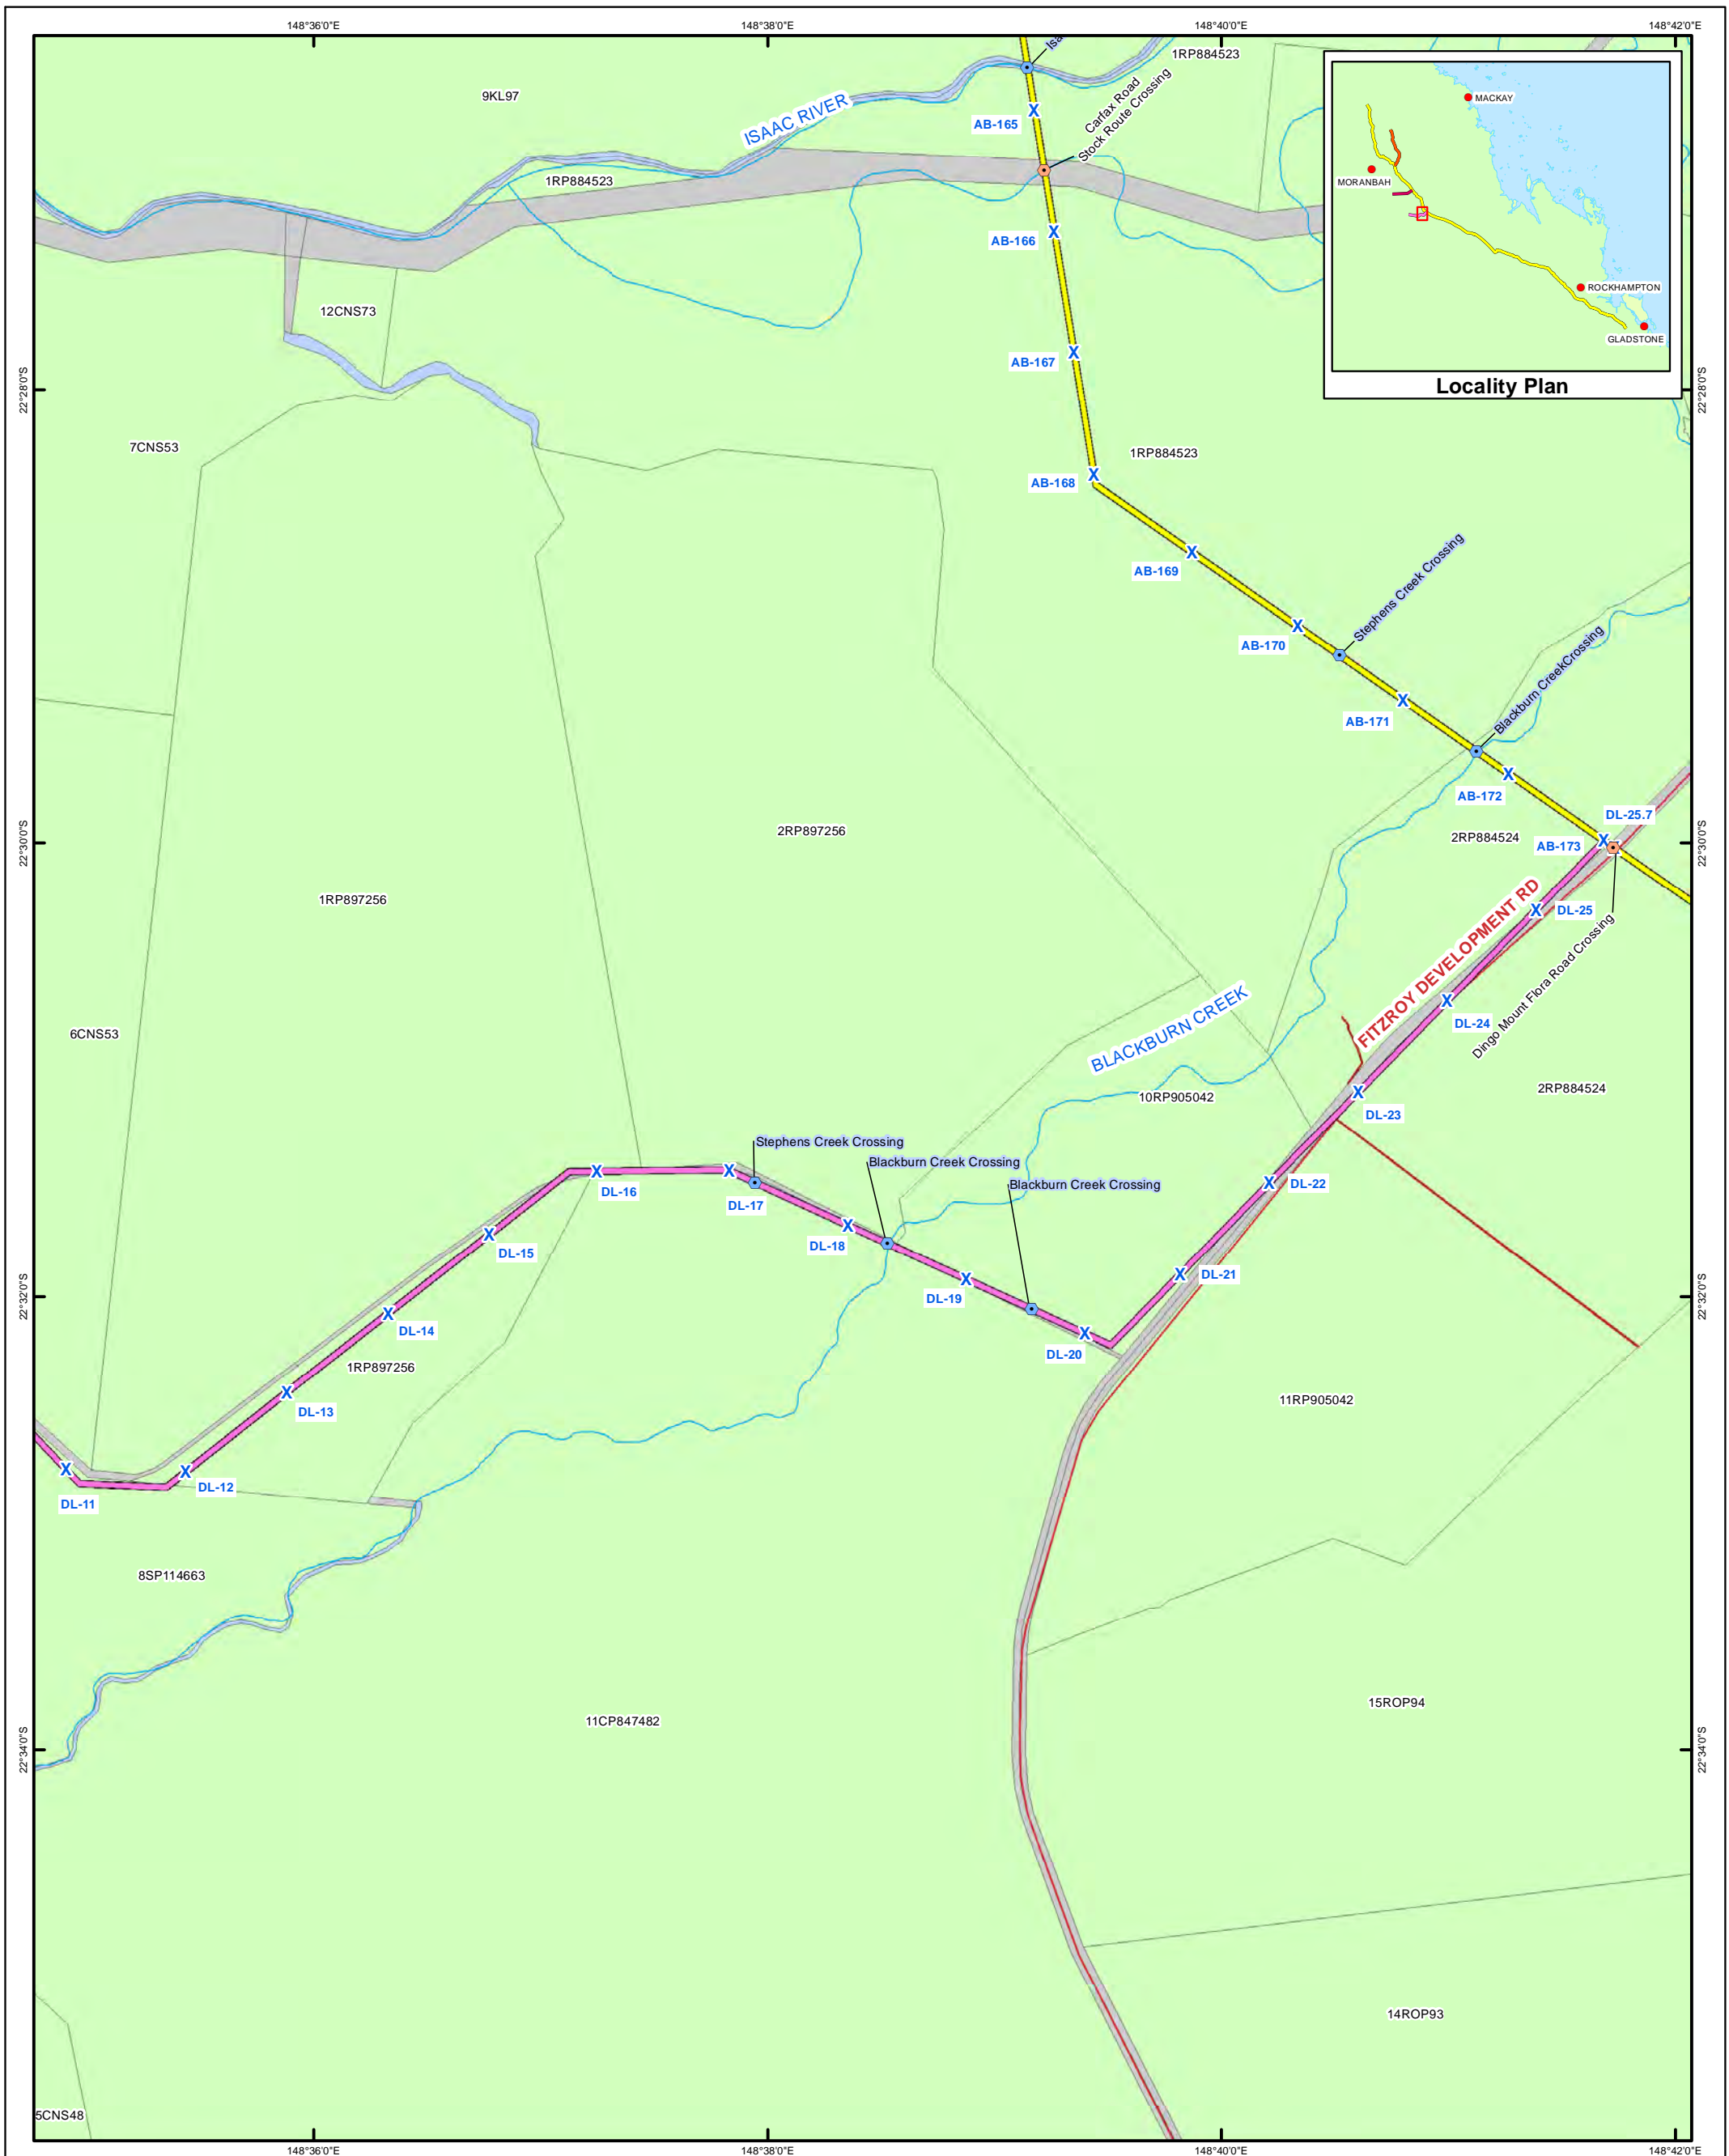 148°36'0"E
148°38'0"E
148°40'0"E
148°42'0"E
1RP884523
9KL97
ISAAC RIVER
AB-165
Carfax Road
Stock Route Crossing
MACKAY
MORANBAH
ROCKHAMPTON
GLADSTONE
Locality Plan
1RP884523
AB-166
12CNS73
AB-167
22°28'0"S
22°28'0"S
7CNS53
1RP884523
AB-168
AB-169
Stephens Creek Crossing
AB-170
Blackburn CreekCrossing
AB-171
AB-172
DL-25.7
22°30'0"S
22°30'0"S
2RP897256
2RP884524
AB-173
1RP897256
DL-25
FITZROY DEVELOPMENT RD
Dingo Mount Flora Road Crossing
6CNS53
BLACKBURN CREEK
DL-24
2RP884524
10RP905042
DL-23
Stephens Creek Crossing
Blackburn Creek Crossing
Blackburn Creek Crossing
DL-22
DL-16
DL-17
DL-18
DL-15
DL-21
DL-19
22°32'0"S
22°32'0"S
DL-14
DL-20
1RP897256
11RP905042
DL-13
DL-12
DL-11
8SP114663
15ROP94
11CP847482
22°34'0"S
22°34'0"S
14ROP93
5CNS48
148°36'0"E
148°38'0"E
148°40'0"E
148°42'0"E